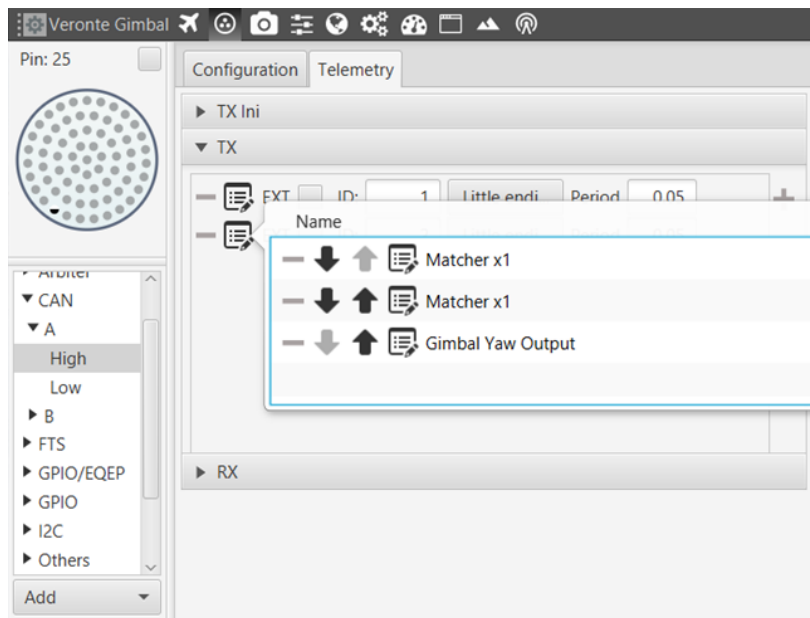 Veronte Gimbal
Pin: 25
Configuration
Telemetry
TX Ini
TX
EXT
ID:
1
Little endi...
Period
0.05
Name
Matcher x1
Matcher x1
Gimbal Yaw Output
RX
Arbiter
CAN
A
High
Low
B
FTS
GPIO/EQEP
GPIO
I2C
Others
Add